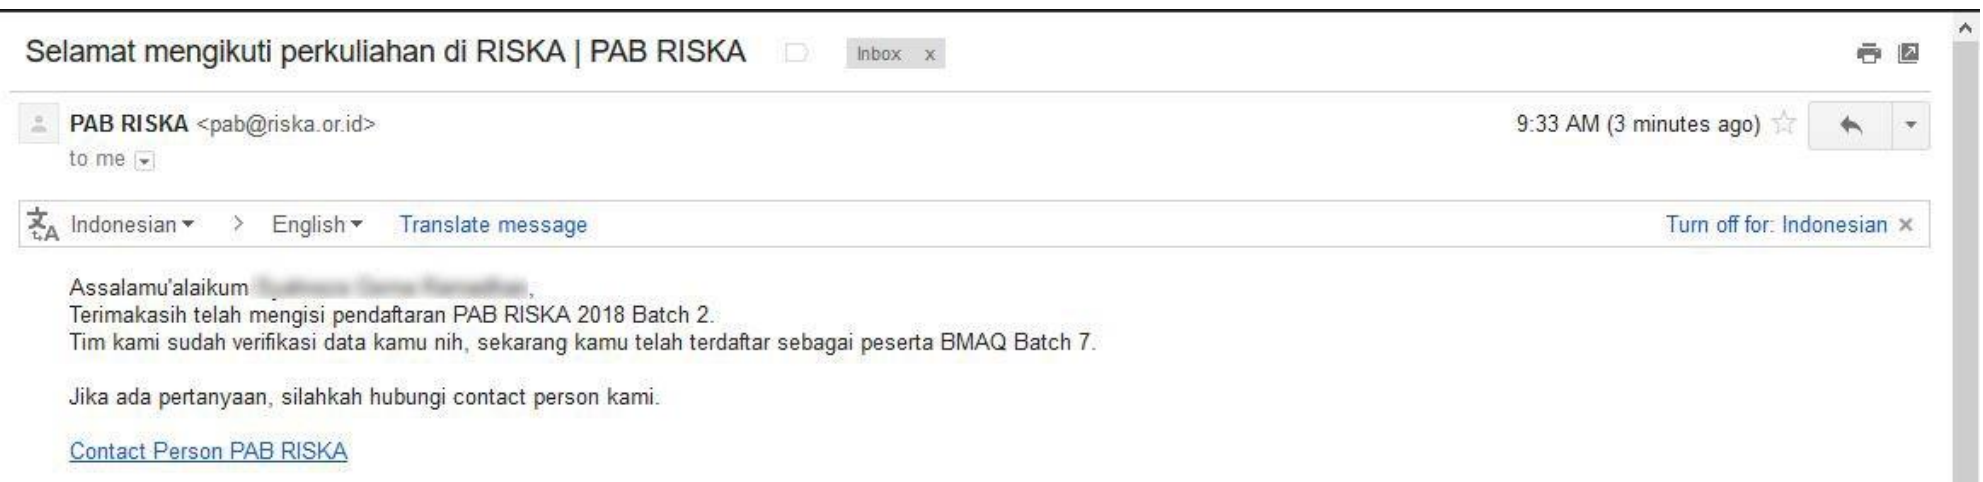 Selamat mengikuti perkuliahan di RISKA | PAB RISKA Inbox x
PAB RISKA <pab@riska.or.id> 9:33 AM (3 minutes ago)
to me
Indonesian > English Translate message Turn off for: Indonesian ×
Assalamu'alaikum ,
Terimakasih telah mengisi pendaftaran PAB RISKA 2018 Batch 2.
Tim kami sudah verifikasi data kamu nih, sekarang kamu telah terdaftar sebagai peserta BMAQ Batch 7.
Jika ada pertanyaan, silahkah hubungi contact person kami.
Contact Person PAB RISKA